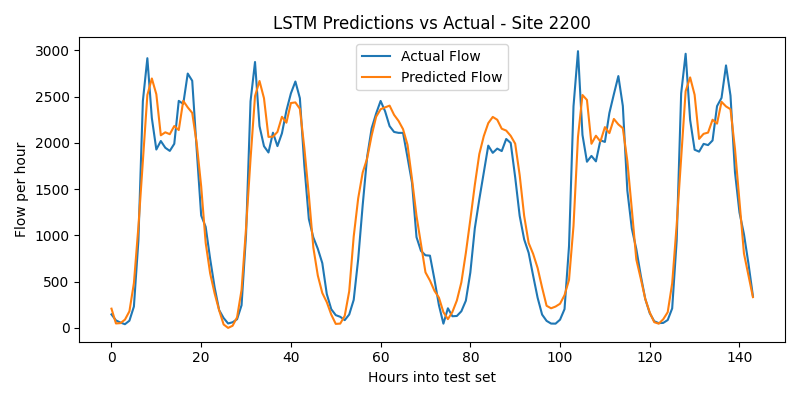 LSTM Predictions vs Actual - Site 2200
Actual Flow
Predicted Flow
Flow per hour
3000
2500
2000
1500
1000
500
0
0 20 40 60 80 100 120 140
Hours into test set